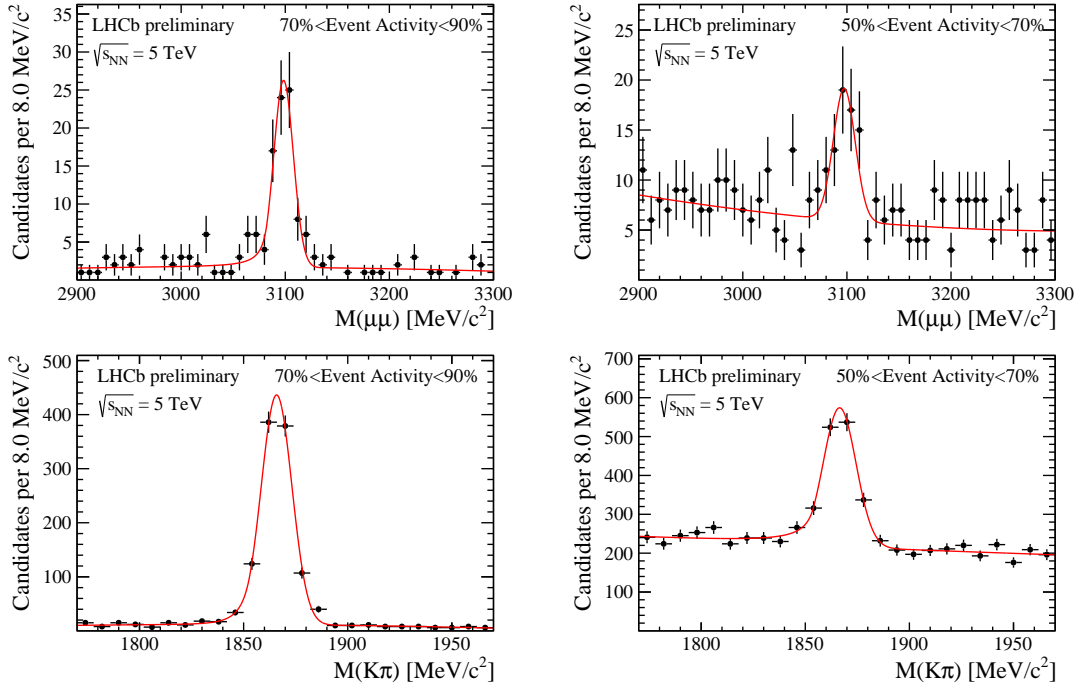 LHCb preliminary 70%<Event Activity<90%
√sNN = 5 TeV
Candidates per 8.0 MeV/c²
35
30
25
20
15
10
5
2900 3000 3100 3200 3300
M(μμ) [MeV/c²]
LHCb preliminary 50%<Event Activity<70%
√sNN = 5 TeV
Candidates per 8.0 MeV/c²
25
20
15
10
5
2900 3000 3100 3200 3300
M(μμ) [MeV/c²]
LHCb preliminary 70%<Event Activity<90%
√sNN = 5 TeV
Candidates per 8.0 MeV/c²
500
400
300
200
100
1800 1850 1900 1950
M(Kπ) [MeV/c²]
LHCb preliminary 50%<Event Activity<70%
√sNN = 5 TeV
Candidates per 8.0 MeV/c²
700
600
500
400
300
200
100
1800 1850 1900 1950
M(Kπ) [MeV/c²]